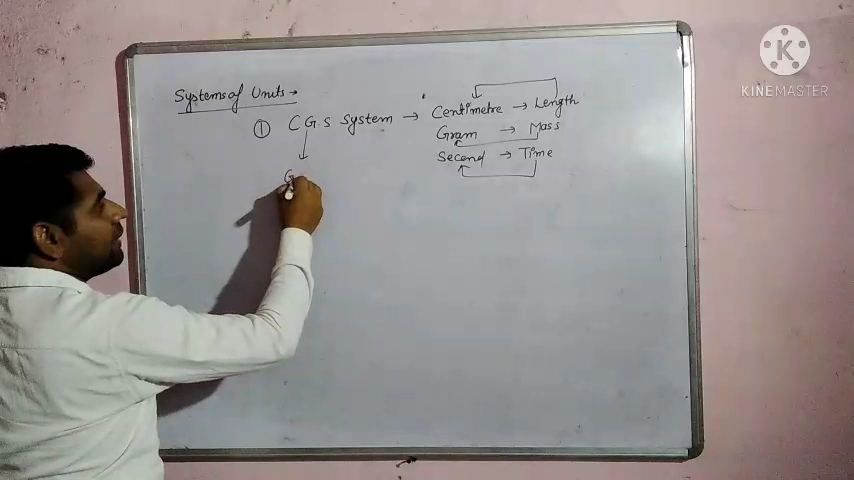 Systems of Units →
① C G.S System → Centimetre → Length
Gram → Mass
Second → Time
G
K
KINEMASTER